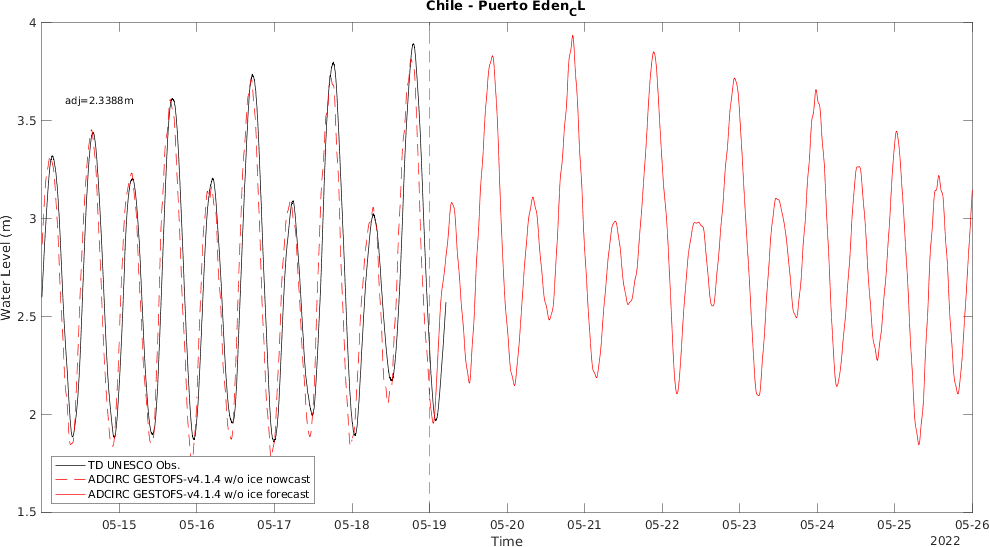 Chile - Puerto Eden_CL
4
3.5
3
2.5
2
1.5
Water Level (m)
adj=2.3388m
TD UNESCO Obs.
ADCIRC GESTOFS-v4.1.4 w/o ice nowcast
ADCIRC GESTOFS-v4.1.4 w/o ice forecast
05-15 05-16 05-17 05-18 05-19 05-20 05-21 05-22 05-23 05-24 05-25 05-26
Time
2022